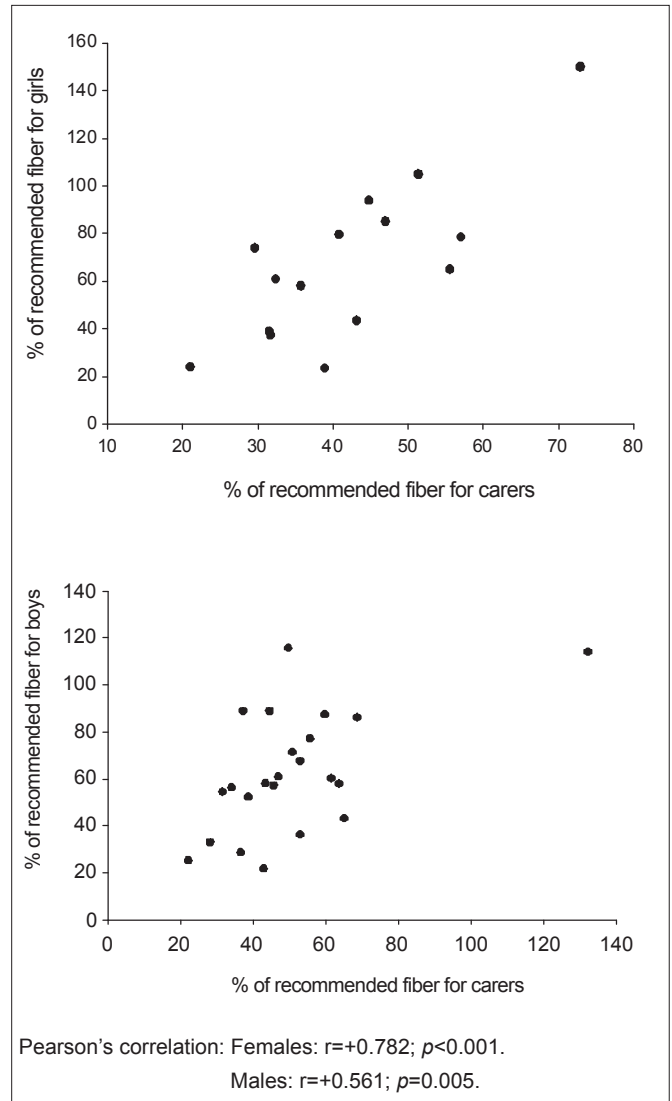 % of recommended fiber for girls
160
140
120
100
80
60
40
20
0
10 20 30 40 50 60 70 80
% of recommended fiber for carers
% of recommended fiber for boys
140
120
100
80
60
40
20
0
0 20 40 60 80 100 120 140
% of recommended fiber for carers
Pearson’s correlation: Females: r=+0.782; p<0.001.
Males: r=+0.561; p=0.005.